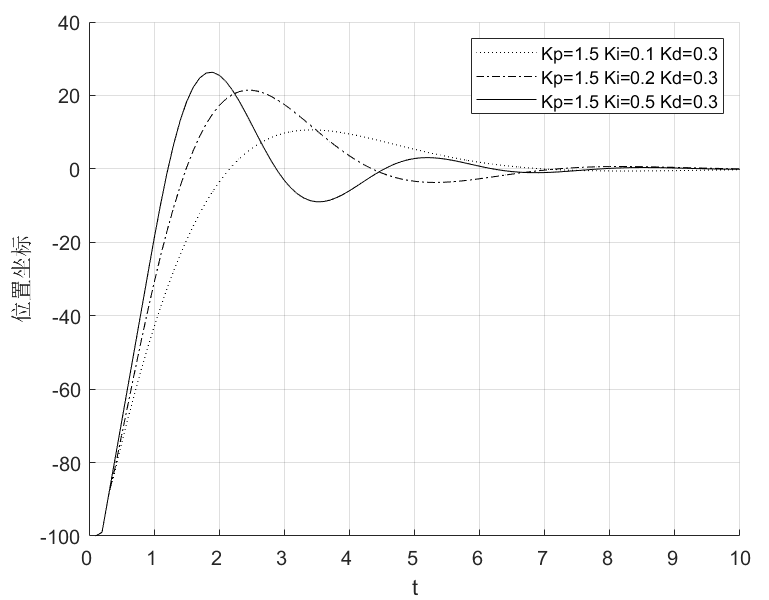 40
20
0
-20
-40
-60
-80
-100
位置坐标
Kp=1.5 Ki=0.1 Kd=0.3
Kp=1.5 Ki=0.2 Kd=0.3
Kp=1.5 Ki=0.5 Kd=0.3
0 1 2 3 4 5 6 7 8 9 10
t